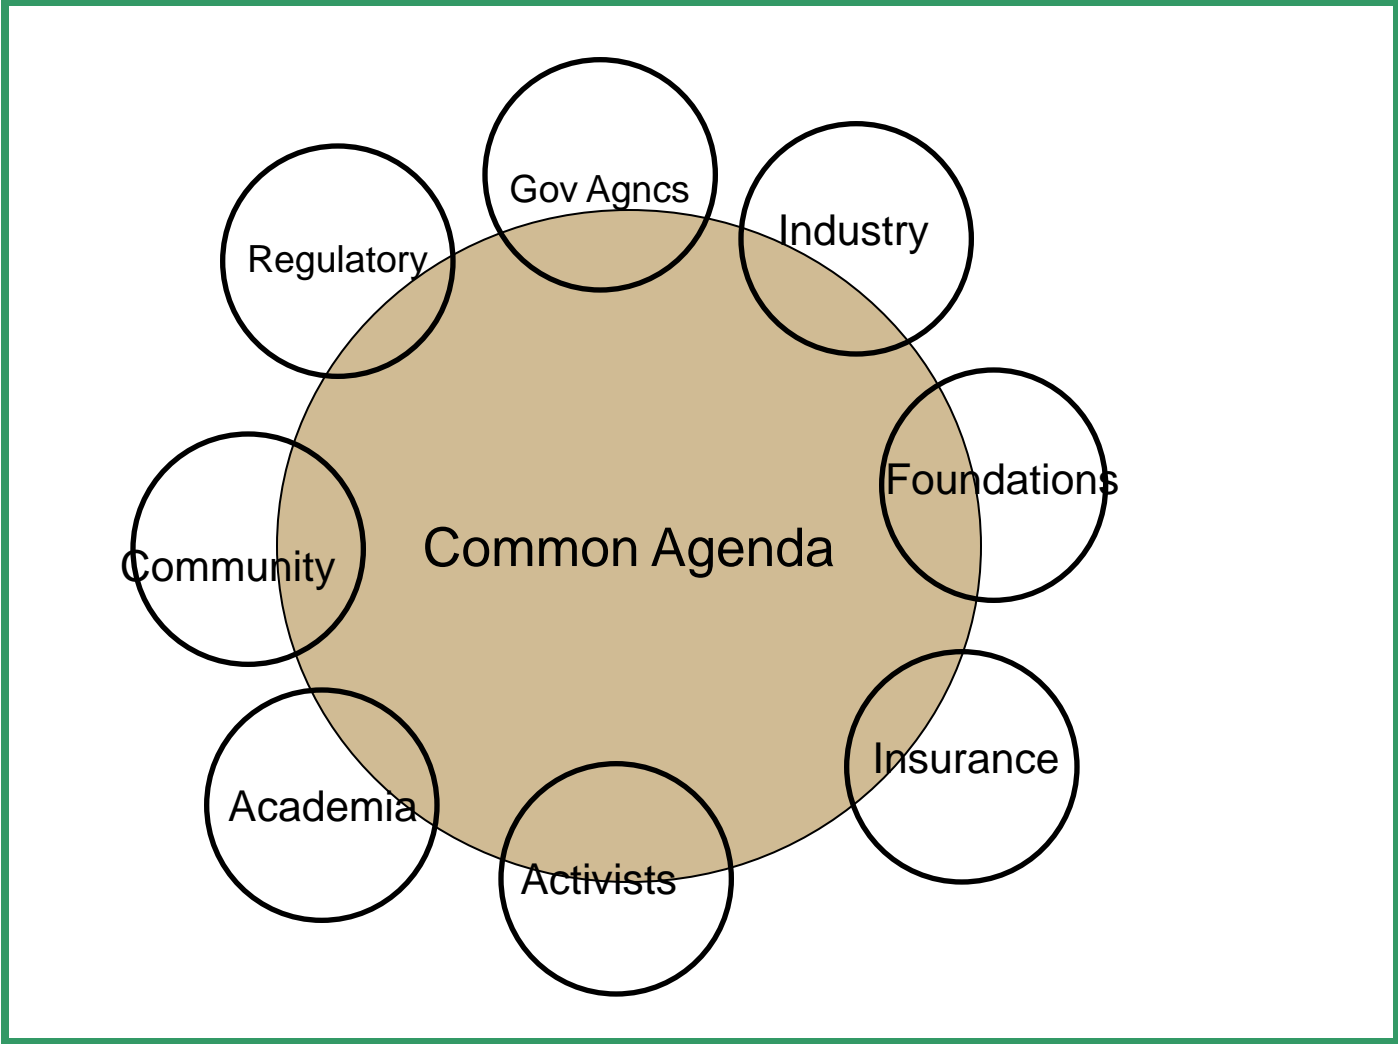 Gov Agncs
Industry
Regulatory
Foundations
Common Agenda
Community
Insurance
Academia
Activists